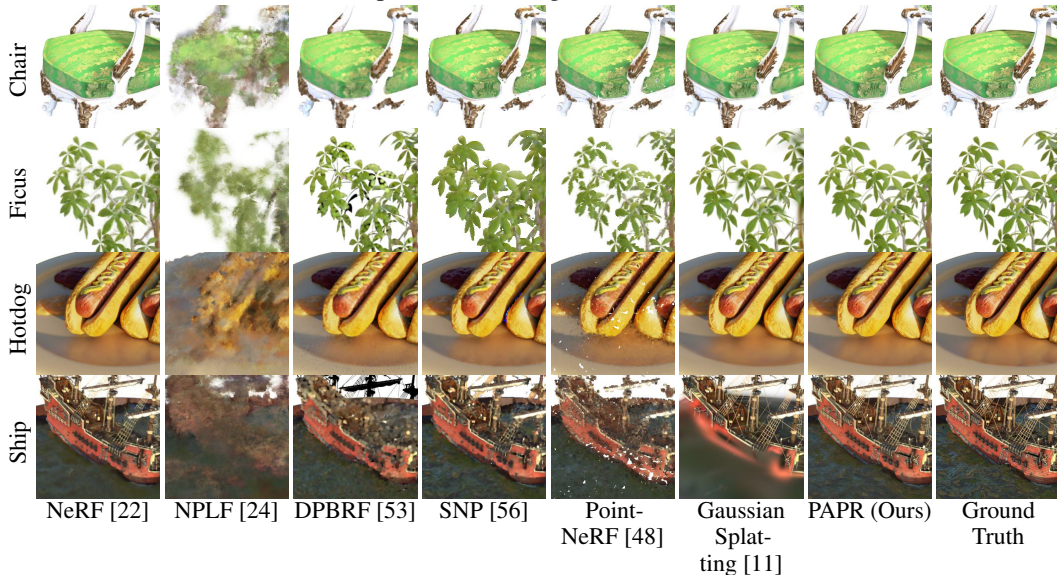 Chair
Ficus
Hotdog
Ship
NeRF [22] NPLF [24] DPBRF [53] SNP [56] Point- Gaussian PAPR (Ours) Ground
NeRF [48] Splat- Truth
ting [11]